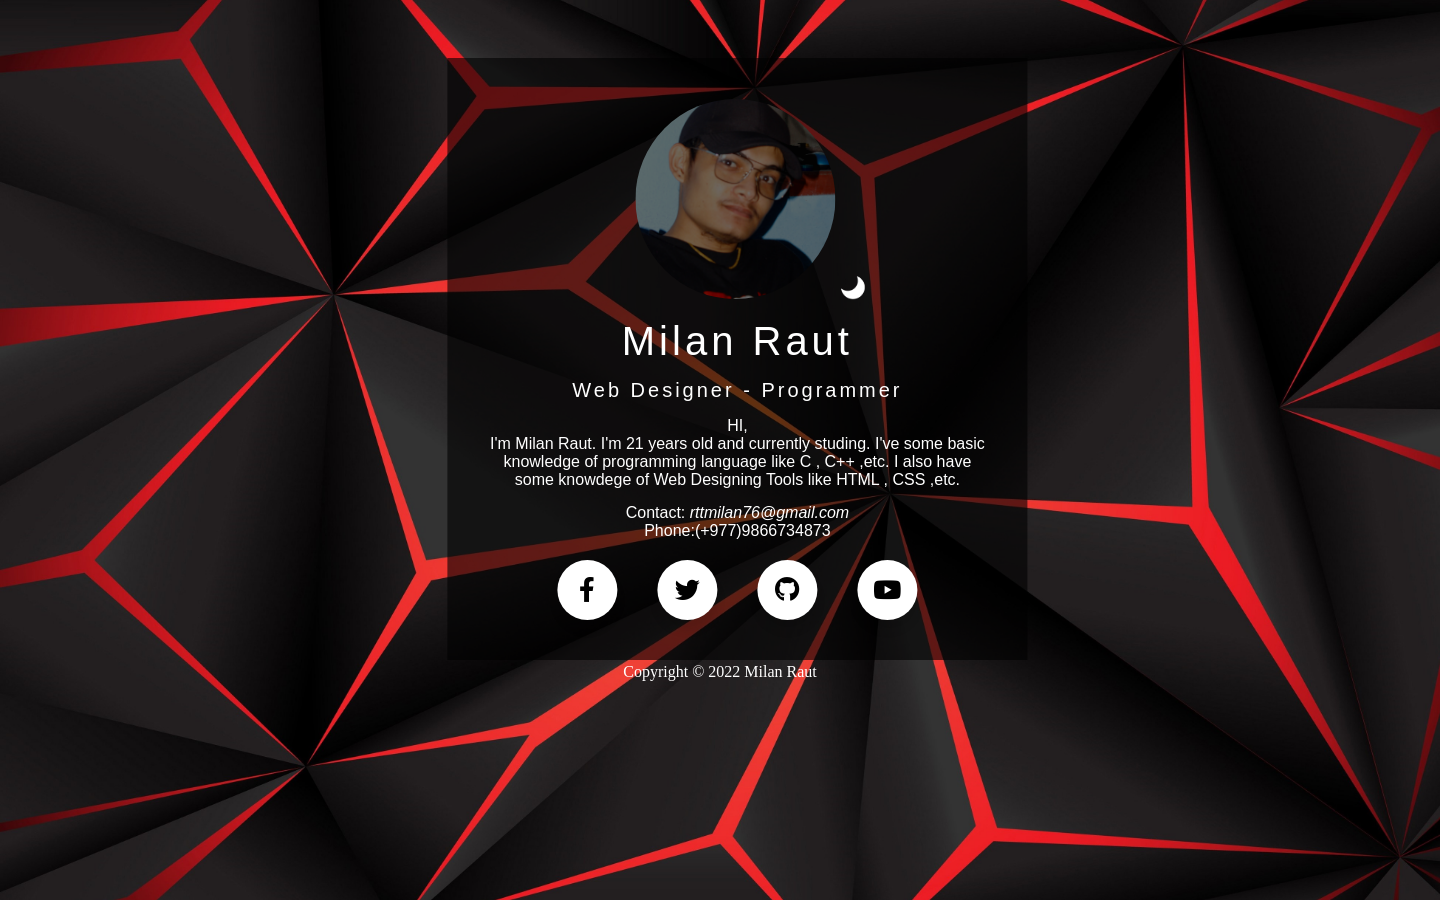 Milan Raut
Web Designer - Programmer
HI,
I'm Milan Raut. I'm 21 years old and currently studing. I've some basic
knowledge of programming language like C , C++ ,etc. I also have
some knowdege of Web Designing Tools like HTML , CSS ,etc.
Contact: rttmilan76@gmail.com
Phone:(+977)9866734873
Copyright © 2022 Milan Raut